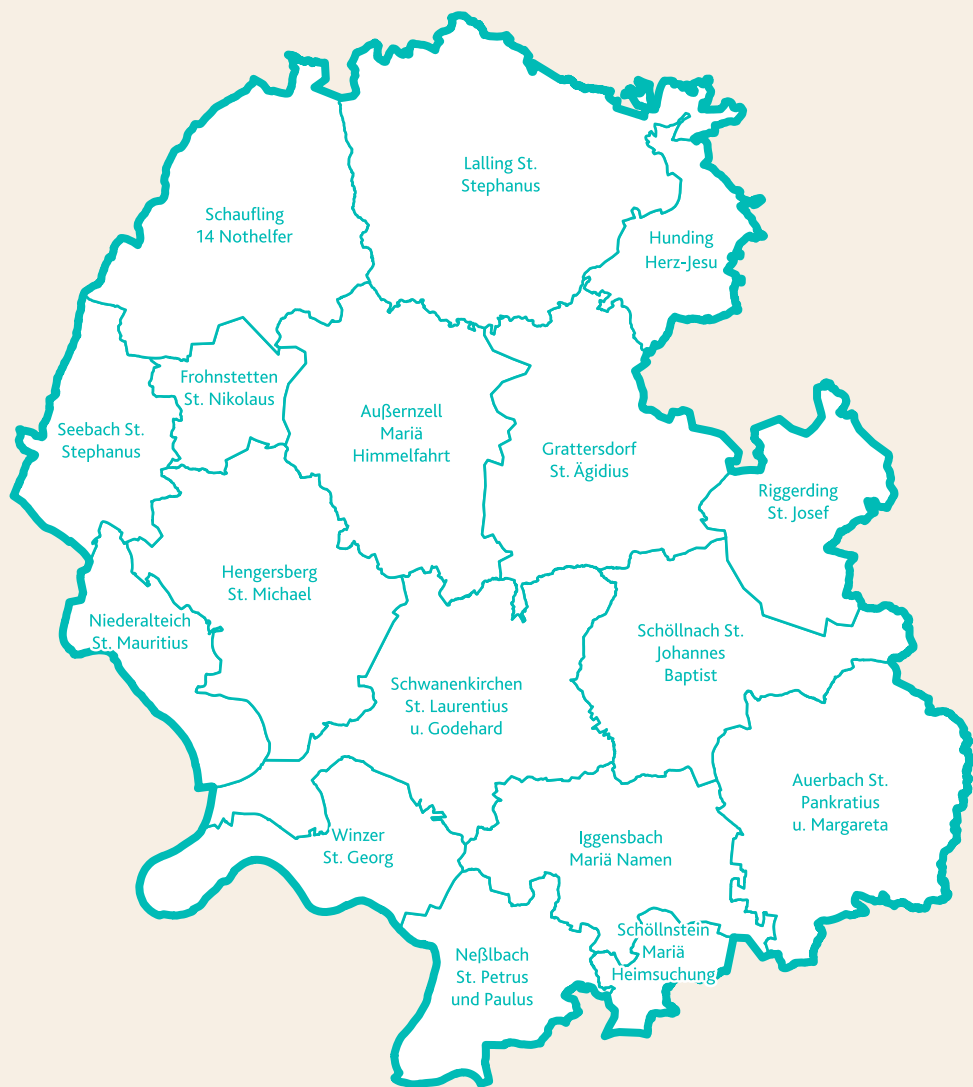 Lalling St.
Stephanus
Schaufling
14 Nothelfer
Hunding
Herz-Jesu
Frohnstetten
St. Nikolaus
Außernzell
Mariä
Himmelfahrt
Seebach St.
Stephanus
Grattersdorf
St. Ägidius
Riggerding
St. Josef
Hengersberg
St. Michael
Niederalteich
St. Mauritius
Schöllnach St.
Johannes
Baptist
Schwanenkirchen
St. Laurentius
u. Godehard
Auerbach St.
Pankratius
u. Margareta
Winzer
St. Georg
Iggensbach
Mariä Namen
Schöllnstein
Mariä
Heimsuchung
Neßlbach
St. Petrus
und Paulus